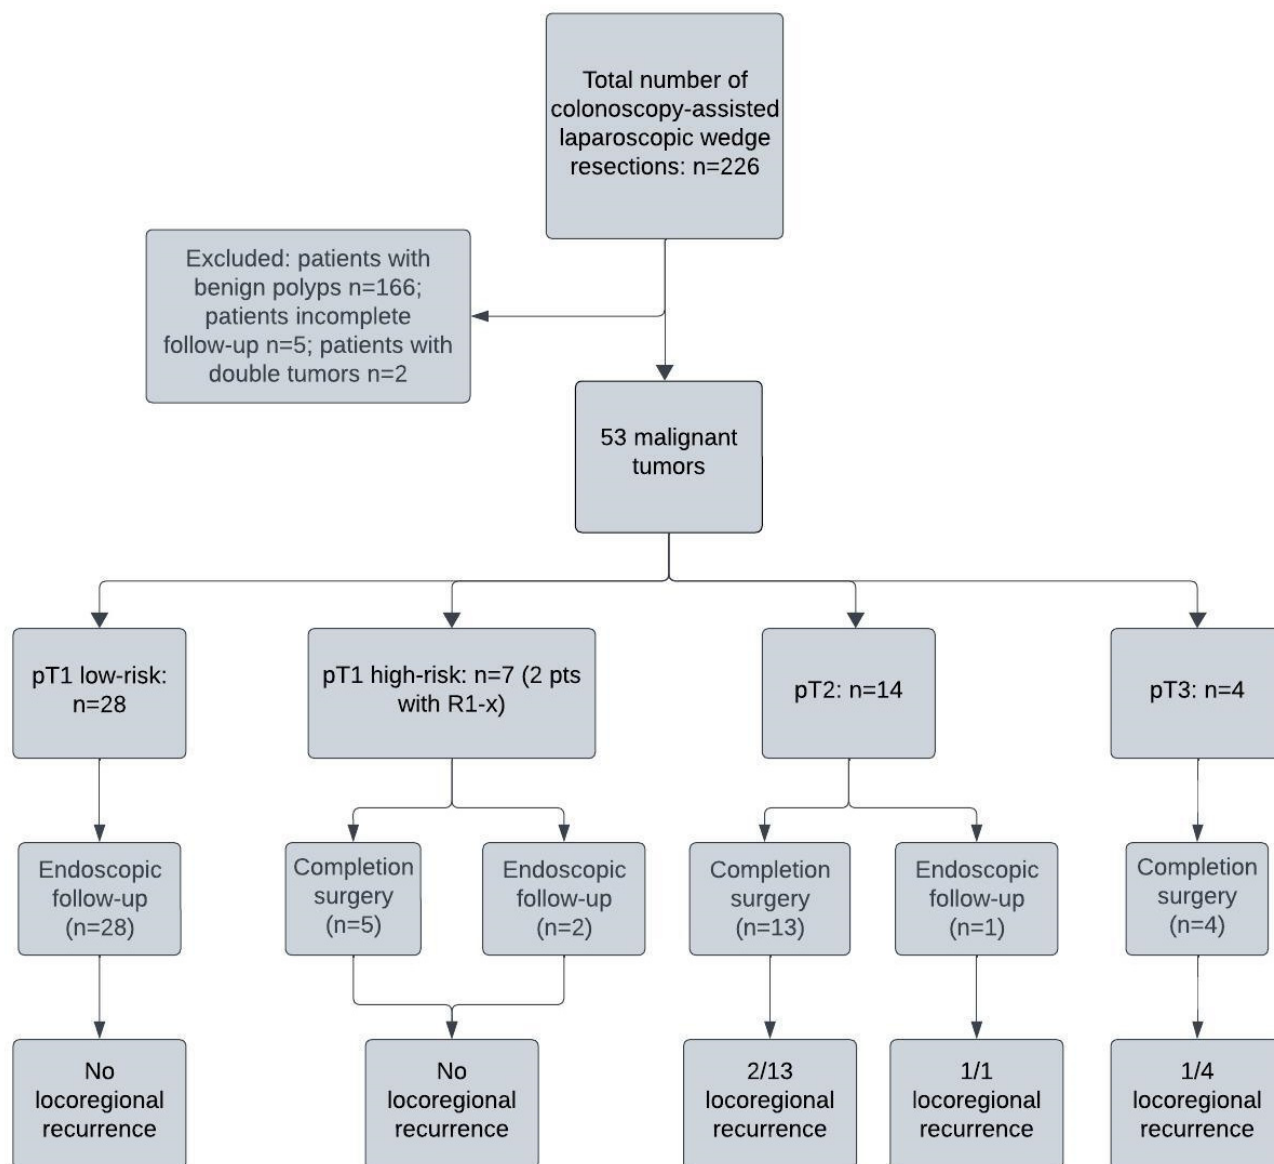 Total number of
colonoscopy-assisted
laparoscopic wedge
resections: n=226
Excluded: patients with
benign polyps n=166;
patients incomplete
follow-up n=5; patients with
double tumors n=2
53 malignant
tumors
pT1 low-risk:
n=28
pT1 high-risk: n=7 (2 pts
with R1-x)
pT2: n=14
pT3: n=4
Endoscopic
follow-up
(n=28)
Completion
surgery
(n=5)
Endoscopic
follow-up
(n=2)
Completion
surgery
(n=13)
Endoscopic
follow-up
(n=1)
Completion
surgery
(n=4)
No
locoregional
recurrence
No
locoregional
recurrence
2/13
locoregional
recurrence
1/1
locoregional
recurrence
1/4
locoregional
recurrence